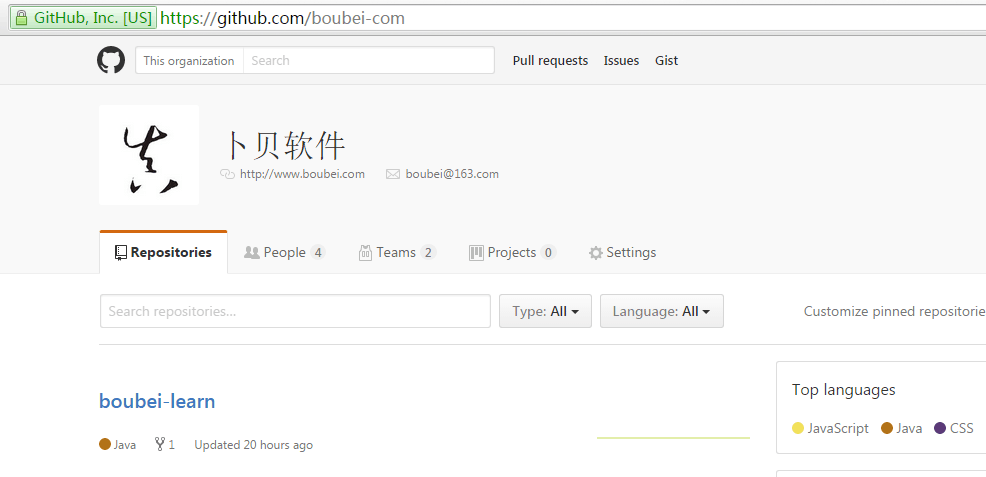 GitHub, Inc. [US] https://github.com/boubei-com
This organization Search Pull requests Issues Gist
卜贝软件
http://www.boubei.com boubei@163.com
Repositories People 4 Teams 2 Projects 0 Settings
Search repositories... Type: All Language: All Customize pinned repositorie
boubei-learn
Top languages
JavaScript Java CSS
Java 1 Updated 20 hours ago